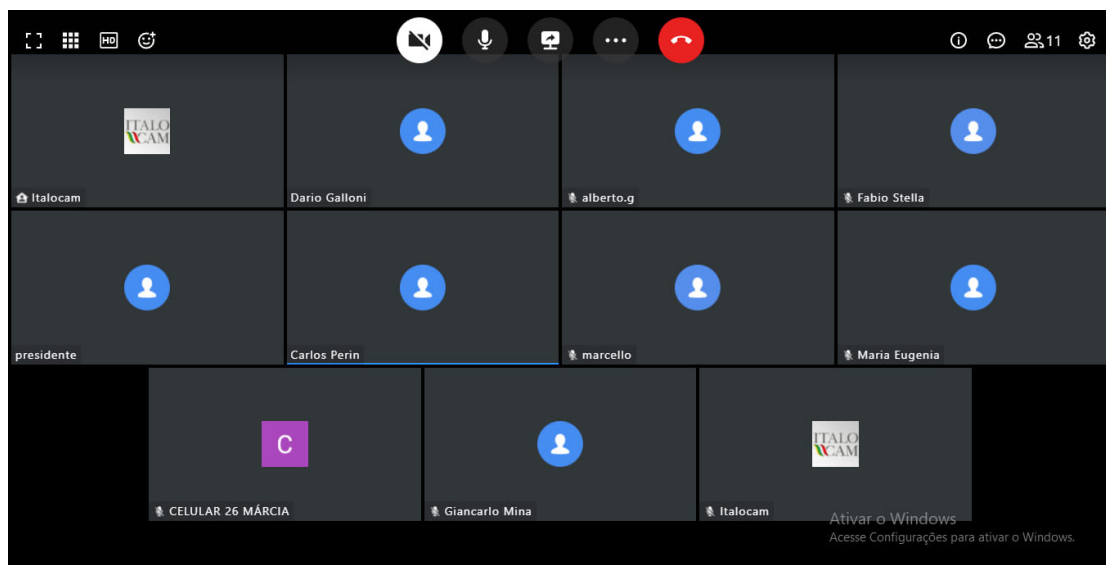 HD
11
ITALO
CAM
Italocam
Dario Galloni
alberto.g
Fabio Stella
presidente
Carlos Perin
marcello
Maria Eugenia
C
ITALO
CAM
CELULAR 26 MÁRCIA
Giancarlo Mina
Italocam
Ativar o Windows
Acesse Configurações para ativar o Windows.